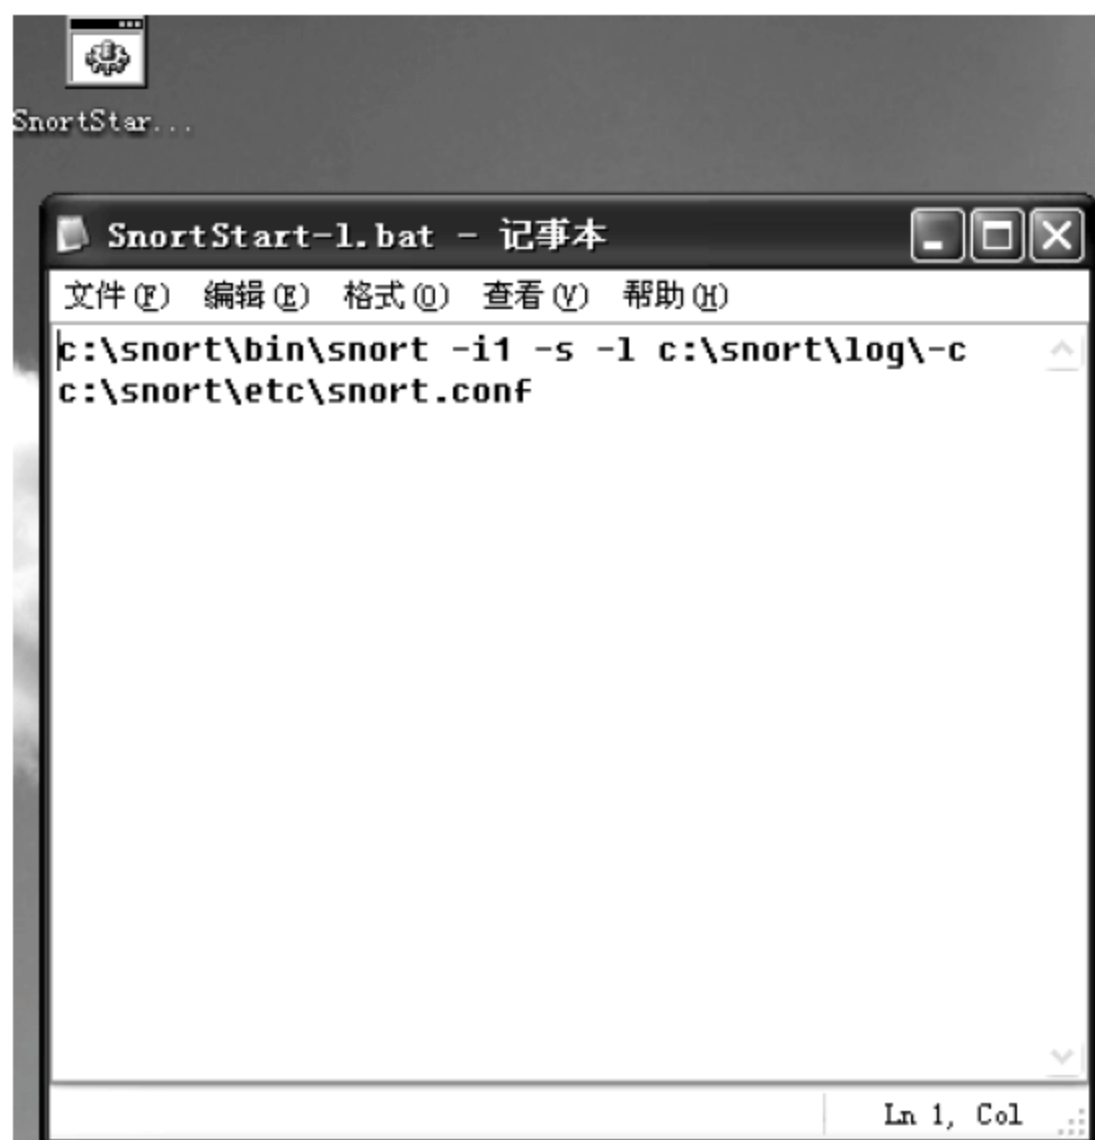 SnortStar...
SnortStart-l.bat - 记事本
文件(F) 编辑(E) 格式(O) 查看(V) 帮助(H)
c:\snort\bin\snort -i1 -s -l c:\snort\log\-c
c:\snort\etc\snort.conf
Ln 1, Col